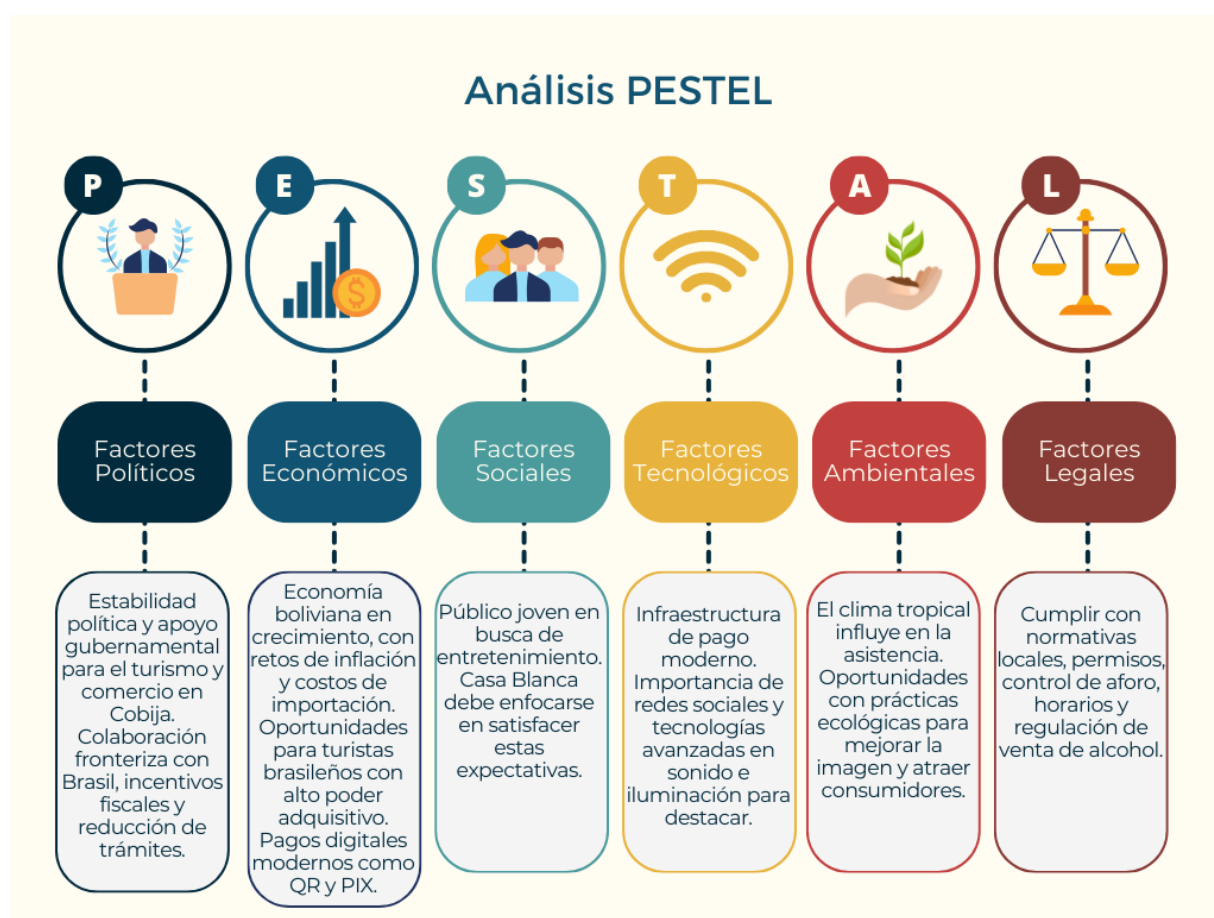 Análisis PESTEL
P
E
S
T
A
L
$
Factores
Políticos
Factores
Económicos
Factores
Sociales
Factores
Tecnológicos
Factores
Ambientales
Factores
Legales
Estabilidad
política y apoyo
gubernamental
para el turismo y
comercio en
Cobija.
Colaboración
fronteriza con
Brasil, incentivos
fiscales y
reducción de
trámites.
Economía
boliviana en
crecimiento, con
retos de inflación
y costos de
importación.
Oportunidades
para turistas
brasileños con
alto poder
adquisitivo.
Pagos digitales
modernos como
QR y PIX.
Público joven en
busca de
entretenimiento.
Casa Blanca
debe enfocarse
en satisfacer
estas
expectativas.
Infraestructura
de pago
moderno.
Importancia de
redes sociales y
tecnologías
avanzadas en
sonido e
iluminación para
destacar.
El clima tropical
influye en la
asistencia.
Oportunidades
con prácticas
ecológicas para
mejorar la
imagen y atraer
consumidores.
Cumplir con
normativas
locales, permisos,
control de aforo,
horarios y
regulación de
venta de alcohol.